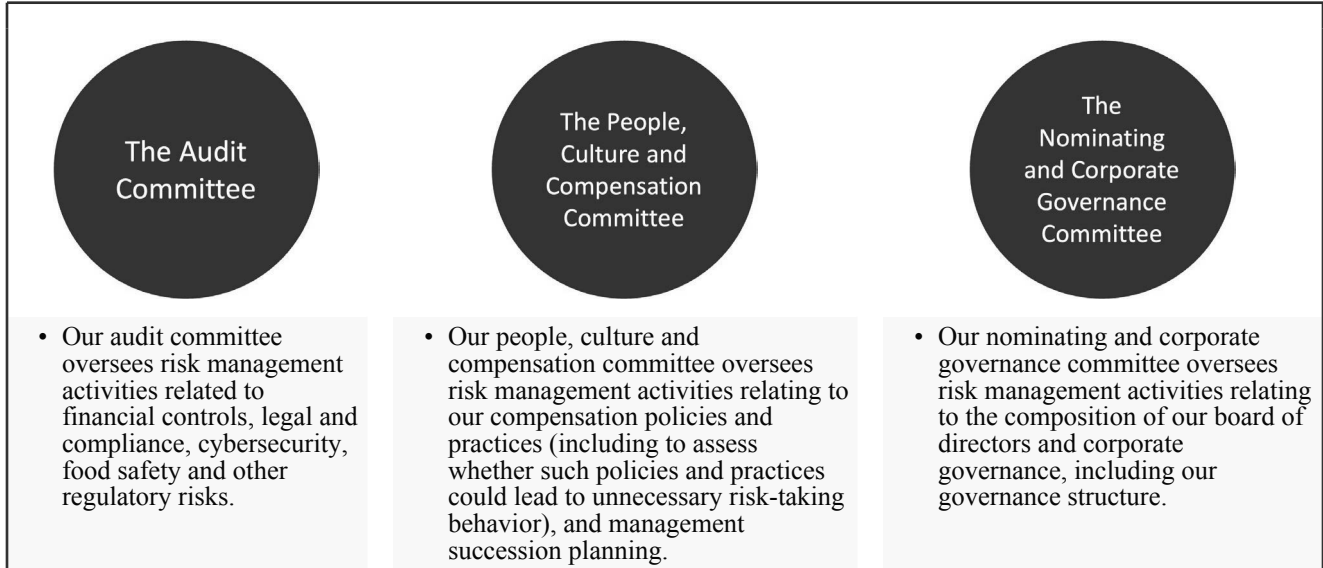 The Audit
Committee
The People,
Culture and
Compensation
Committee
The
Nominating
and Corporate
Governance
Committee
• Our audit committee
oversees risk management
activities related to
financial controls, legal and
compliance, cybersecurity,
food safety and other
regulatory risks.
• Our people, culture and
compensation committee oversees
risk management activities relating to
our compensation policies and
practices (including to assess
whether such policies and practices
could lead to unnecessary risk-taking
behavior), and management
succession planning.
• Our nominating and corporate
governance committee oversees
risk management activities relating
to the composition of our board of
directors and corporate
governance, including our
governance structure.